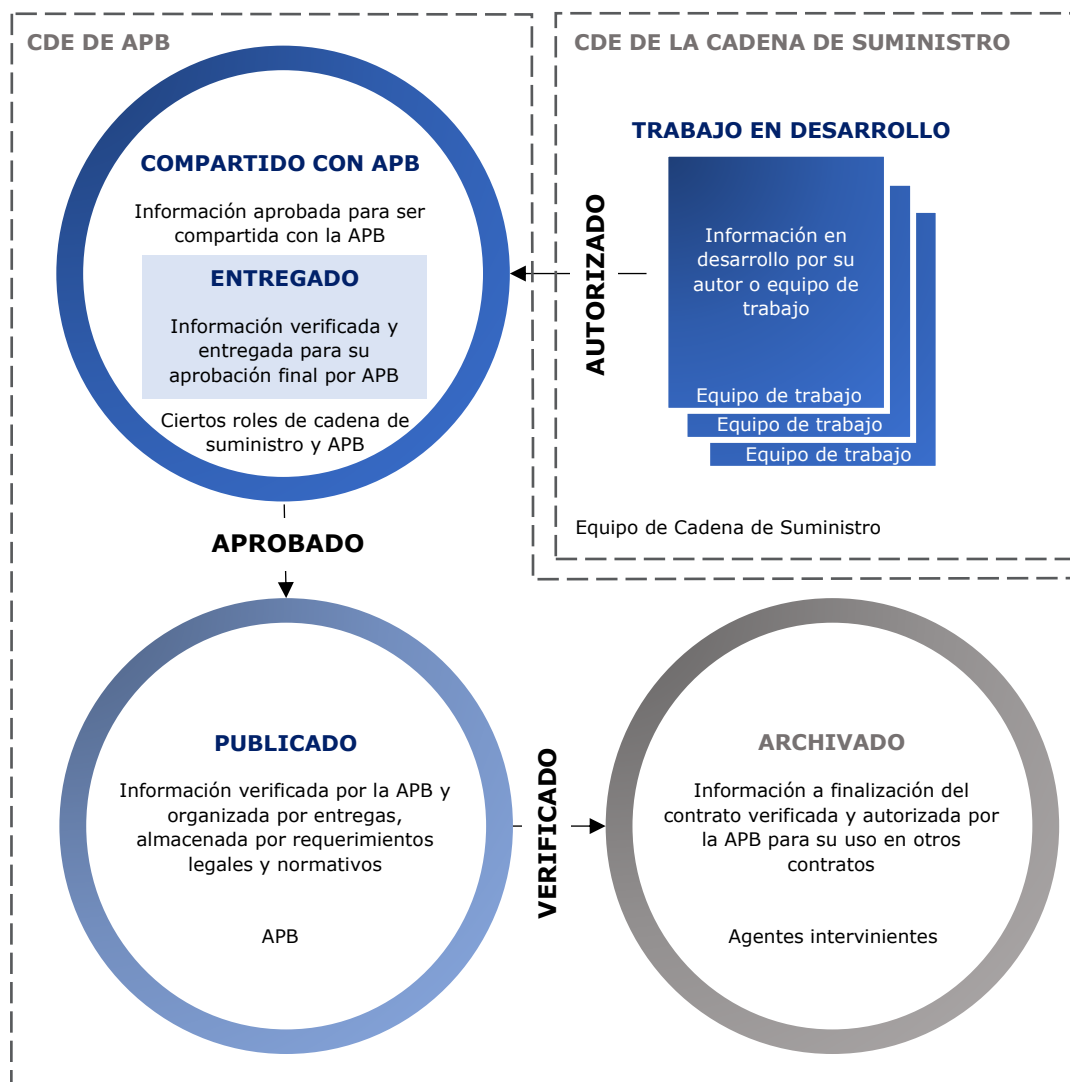 CDE DE APB
CDE DE LA CADENA DE SUMINISTRO
COMPARTIDO CON APB
Información aprobada para ser
compartida con la APB
ENTREGADO
Información verificada y
entregada para su
aprobación final por APB
Ciertos roles de cadena de
suministro y APB
AUTORIZADO
TRABAJO EN DESARROLLO
Información en
desarrollo por su
autor o equipo de
trabajo
Equipo de trabajo
Equipo de trabajo
Equipo de trabajo
Equipo de Cadena de Suministro
APROBADO
PUBLICADO
Información verificada por la APB y
organizada por entregas,
almacenada por requerimientos
legales y normativos
APB
VERIFICADO
ARCHIVADO
Información a finalización del
contrato verificada y autorizada por
la APB para su uso en otros
contratos
Agentes intervinientes